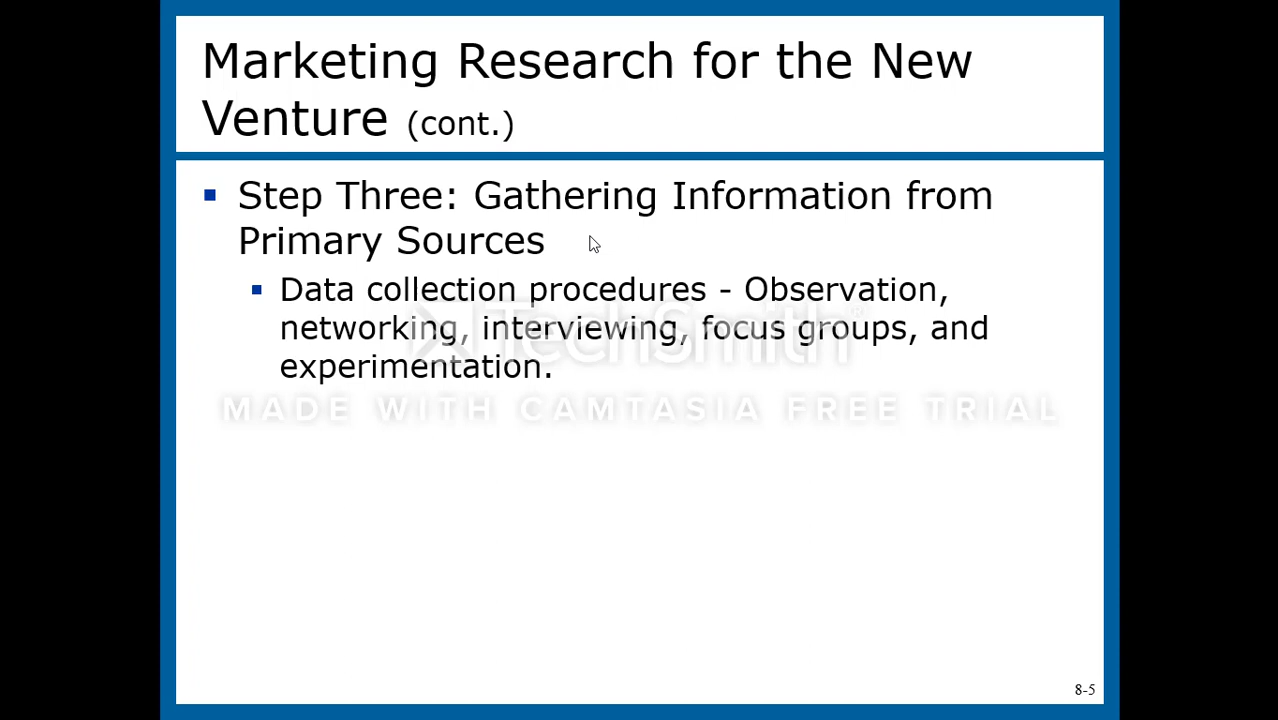 Marketing Research for the New
Venture (cont.)
Step Three: Gathering Information from
Primary Sources
Data collection procedures - Observation,
networking, interviewing, focus groups, and
experimentation.
TechSmith®
MADE WITH CAMTASIA FREE TRIAL
8-5